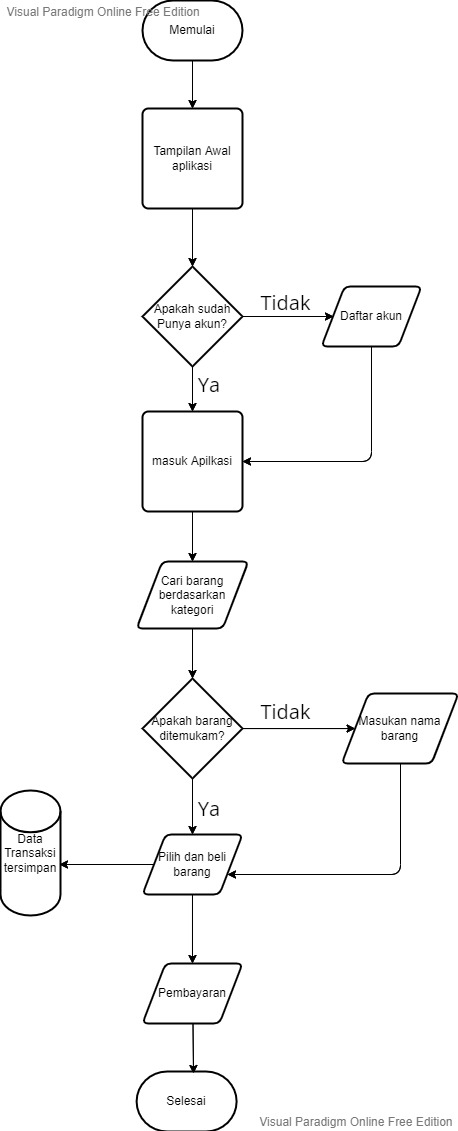 Visual Paradigm Online Free Edition
Memulai
Tampilan Awal
aplikasi
Apakah sudah
Punya akun?
Tidak
Daftar akun
Ya
masuk Apilkasi
Cari barang
berdasarkan
kategori
Apakah barang
ditemukam?
Tidak
Masukan nama
barang
Ya
Data
Transaksi
tersimpan
Pilih dan beli
barang
Pembayaran
Selesai
Visual Paradigm Online Free Edition